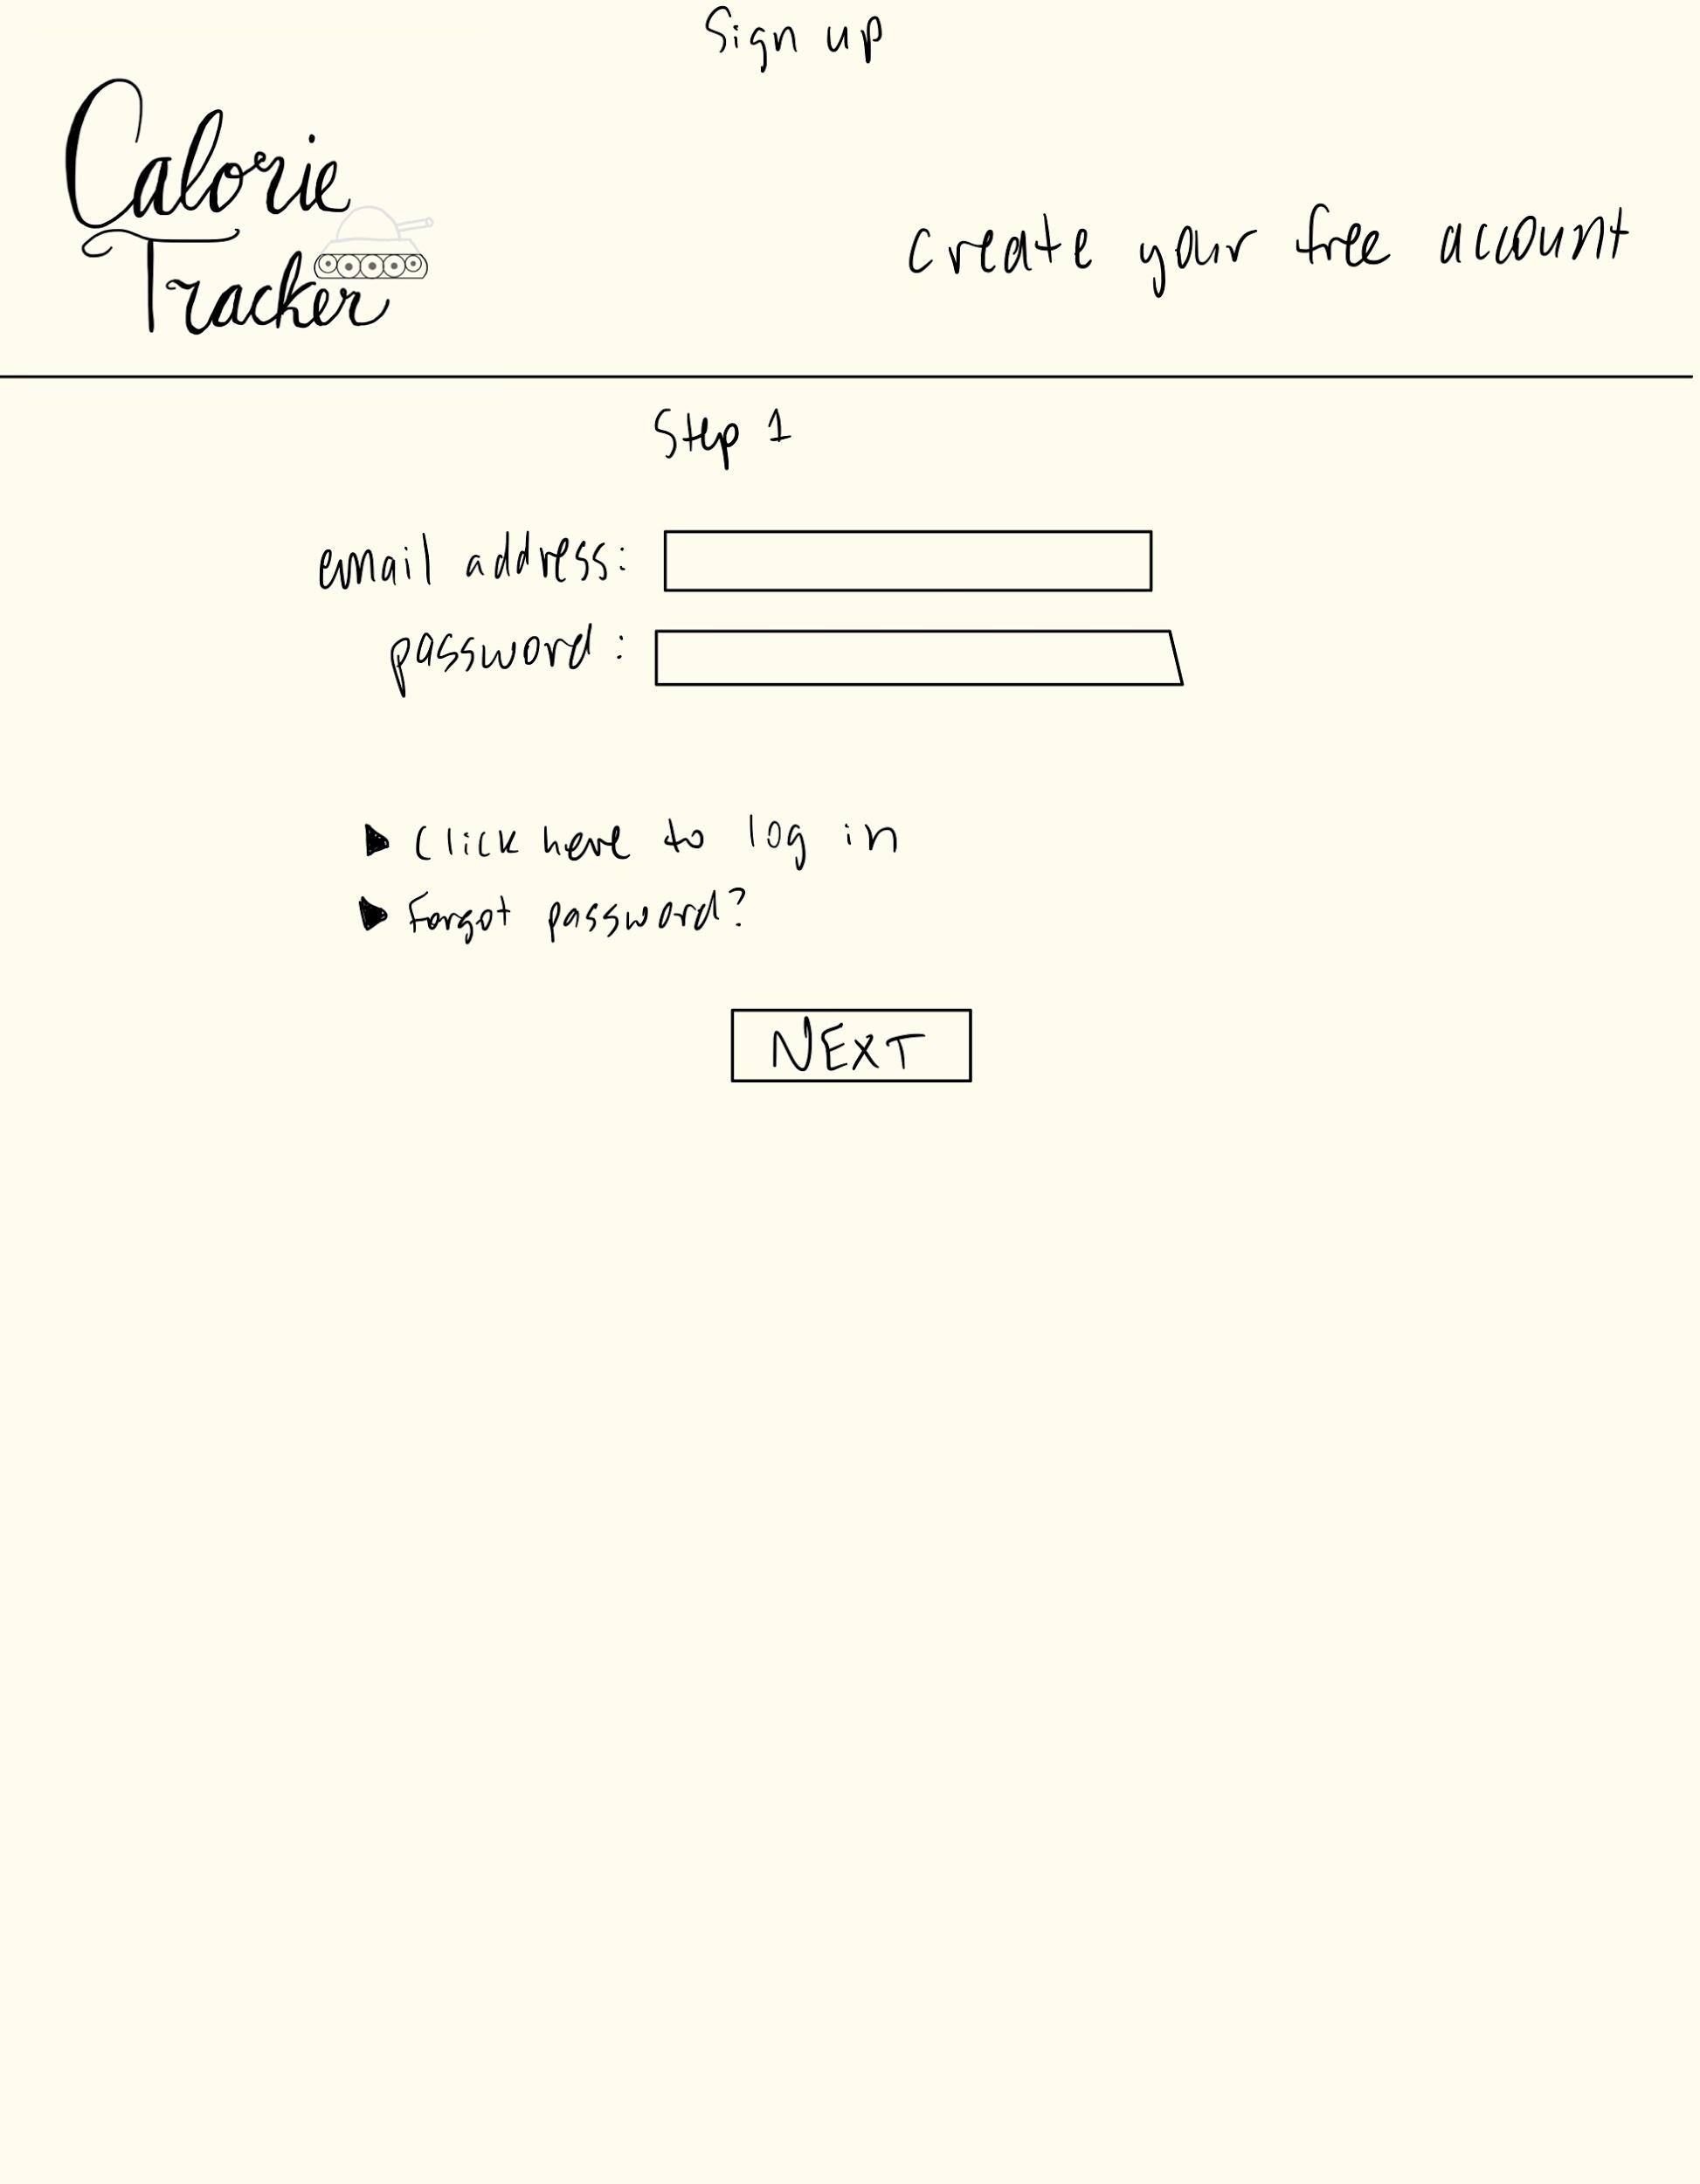 Sign up
Calorie
Tracker
create your free account
Step 1
email address:
password:
Click here to log in
Forgot password?
NEXT